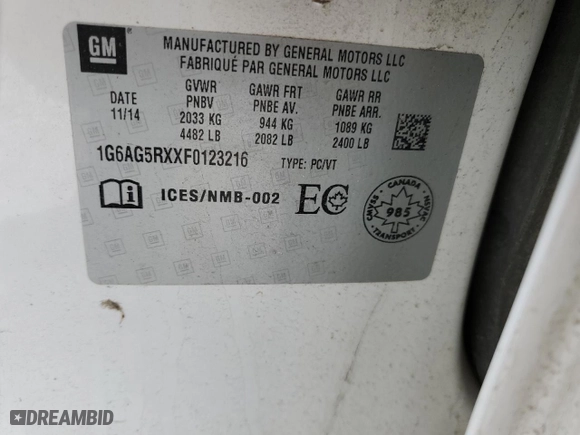 GM
MANUFACTURED BY GENERAL MOTORS LLC
FABRIQUÉ PAR GENERAL MOTORS LLC
DATE GVWR GAWR FRT GAWR RR
PNBV PNBE AV. PNBE ARR.
11/14 2033 KG 944 KG 1089 KG
4482 LB 2082 LB 2400 LB
1G6AG5RXXF0123216 TYPE: PC/VT
i ICES/NMB-002 EC
CANADA
CMVSS 985 NSVAC
TRANSPORT
DREAMBID